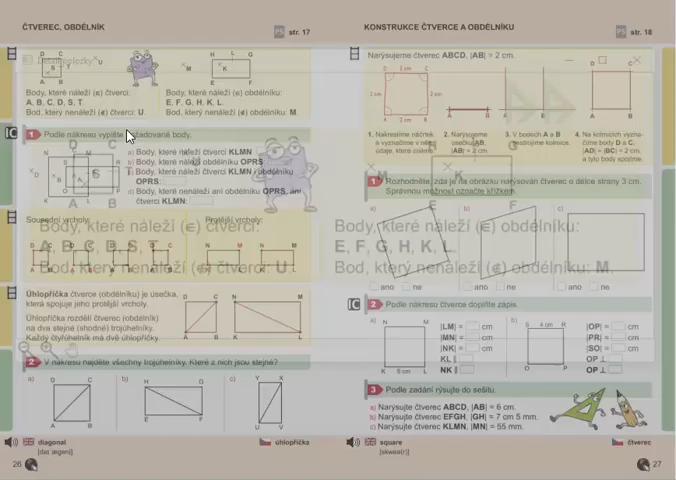 ČTVEREC, OBDÉLNÍK
PS str. 17
Body, které náleží čtverci:
A, B, C, D, S, T.
Bod, který nenáleží (∉) čtverci: U.
Body, které náleží (∈) obdélníku:
E, F, G, H, K, L.
Bod, který nenáleží (∉) obdélníku: M.
1 Podle nákresu vypište požadované body.
a) Body, které náleží čtverci KLMN
b) Body, které náleží obdélníku OPRS
d) Body, které nenáleží ani obdélníku OPRS, ani
čtverci KLMN:
Sousední vrcholy:
Protější vrcholy:
Body, které náleží (∈) čtverci:
A, B, C, D, S, T
Bod, který nenáleží (∉) čtverci: U
Úhlopříčka čtverce (obdélníku) je úsečka,
která spojuje jeho protější vrcholy.
Úhlopříčka rozdělí čtverec (obdélník)
na dva stejné (shodné) trojúhelníky.
Každý čtyřúhelník má dvě úhlopříčky.
2 V nákresu najděte všechny trojúhelníky. Které z nich jsou stejné?
a)
b)
c)
diagonal
úhlopříčka
26
KONSTRUKCE ČTVERCE A OBDÉLNÍKU
PS str. 18
Narýsujeme čtverec ABCD, |AB| = 2 cm.
1. Nakreslíme náčrtek
a vyznačíme v něm
údaje, které známe.
2. Narýsujeme
úsečku AB,
|AB| = 2 cm.
3. V bodech A a B
sestrojíme kolmice.
4. Na kolmicích vyzna-
číme body D a C.
|AD| = |BC| = 2 cm,
a tyto body spojíme.
1 Rozhodněte, zda je na obrázku narýsován čtverec o délce strany 3 cm.
Správnou možnost označte křížkem.
a)
b)
c)
Body, které náleží (∈) obdélníku:
E, F, G, H, K, L.
Bod, který nenáleží (∉) obdélníku: M.
ano ne
ano ne
ano ne
2 Podle nákresu čtverce doplňte zápis.
a)
N M
K 6 cm L
|LM| = cm
|MN| = cm
|NK| = cm
KL ∥
NK ∥
b)
S 4 cm R
O P
|OP| = cm
|PR| = cm
|SO| = cm
OP ⊥
OP ⊥
3 Podle zadání rýsujte do sešitu.
a) Narýsujte čtverec ABCD, |AB| = 6 cm.
b) Narýsujte čtverec EFGH, |GH| = 7 cm 5 mm.
c) Narýsujte čtverec KLMN, |MN| = 55 mm.
square
[skweə(r)]
čtverec
27